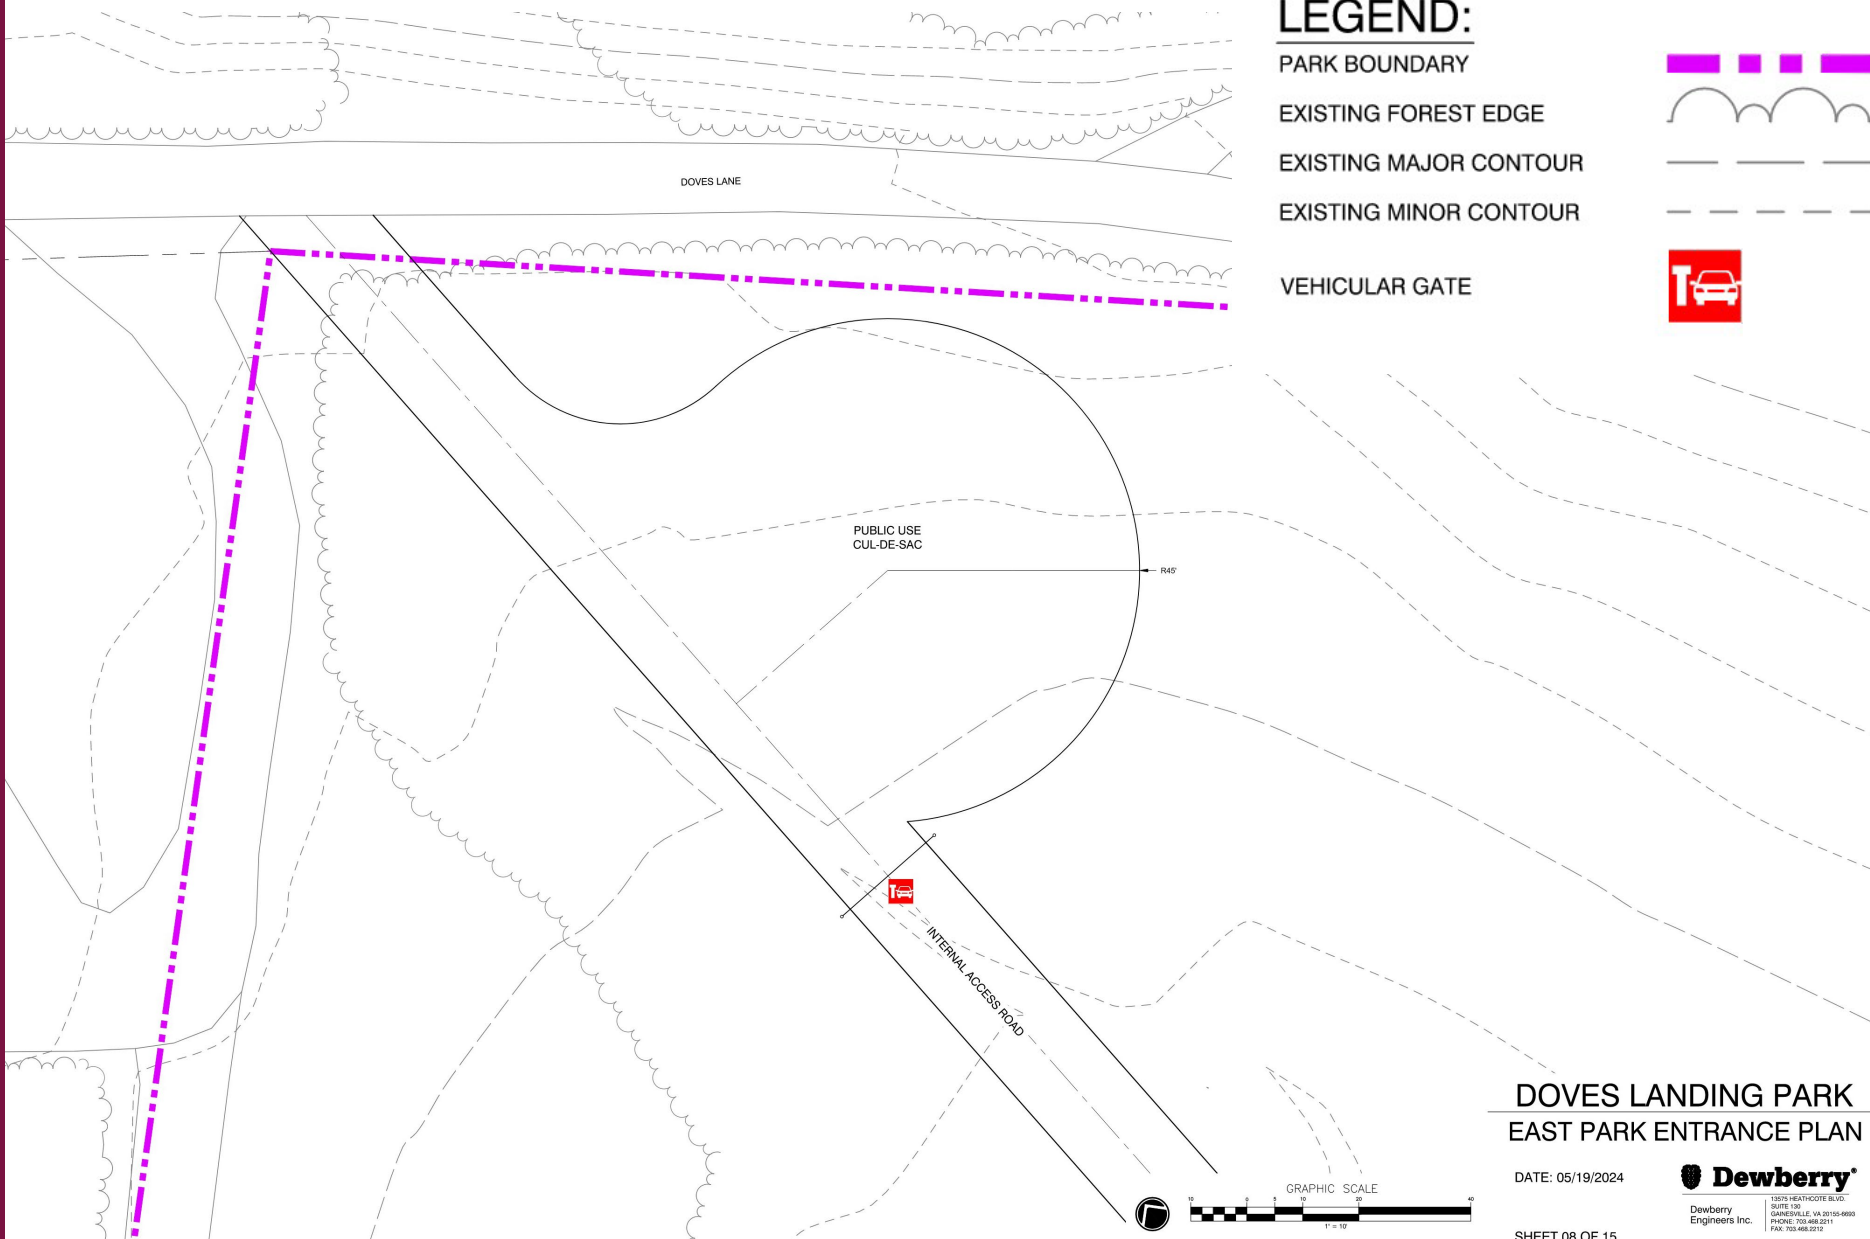 LEGEND:
PARK BOUNDARY
EXISTING FOREST EDGE
EXISTING MAJOR CONTOUR
EXISTING MINOR CONTOUR
VEHICULAR GATE
DOVES LANE
PUBLIC USE
CUL-DE-SAC
R45'
INTERNAL ACCESS ROAD
DOVES LANDING PARK
EAST PARK ENTRANCE PLAN
DATE: 05/19/2024
Dewberry®
Dewberry
Engineers Inc.
13575 HEATHCOTE BLVD.
SUITE 130
GAINESVILLE, VA 20155-6693
PHONE: 703.468.2211
FAX: 703.468.2212
SHEET 08 OF 15
GRAPHIC SCALE
10 0 5 10 20 40
1" = 10'